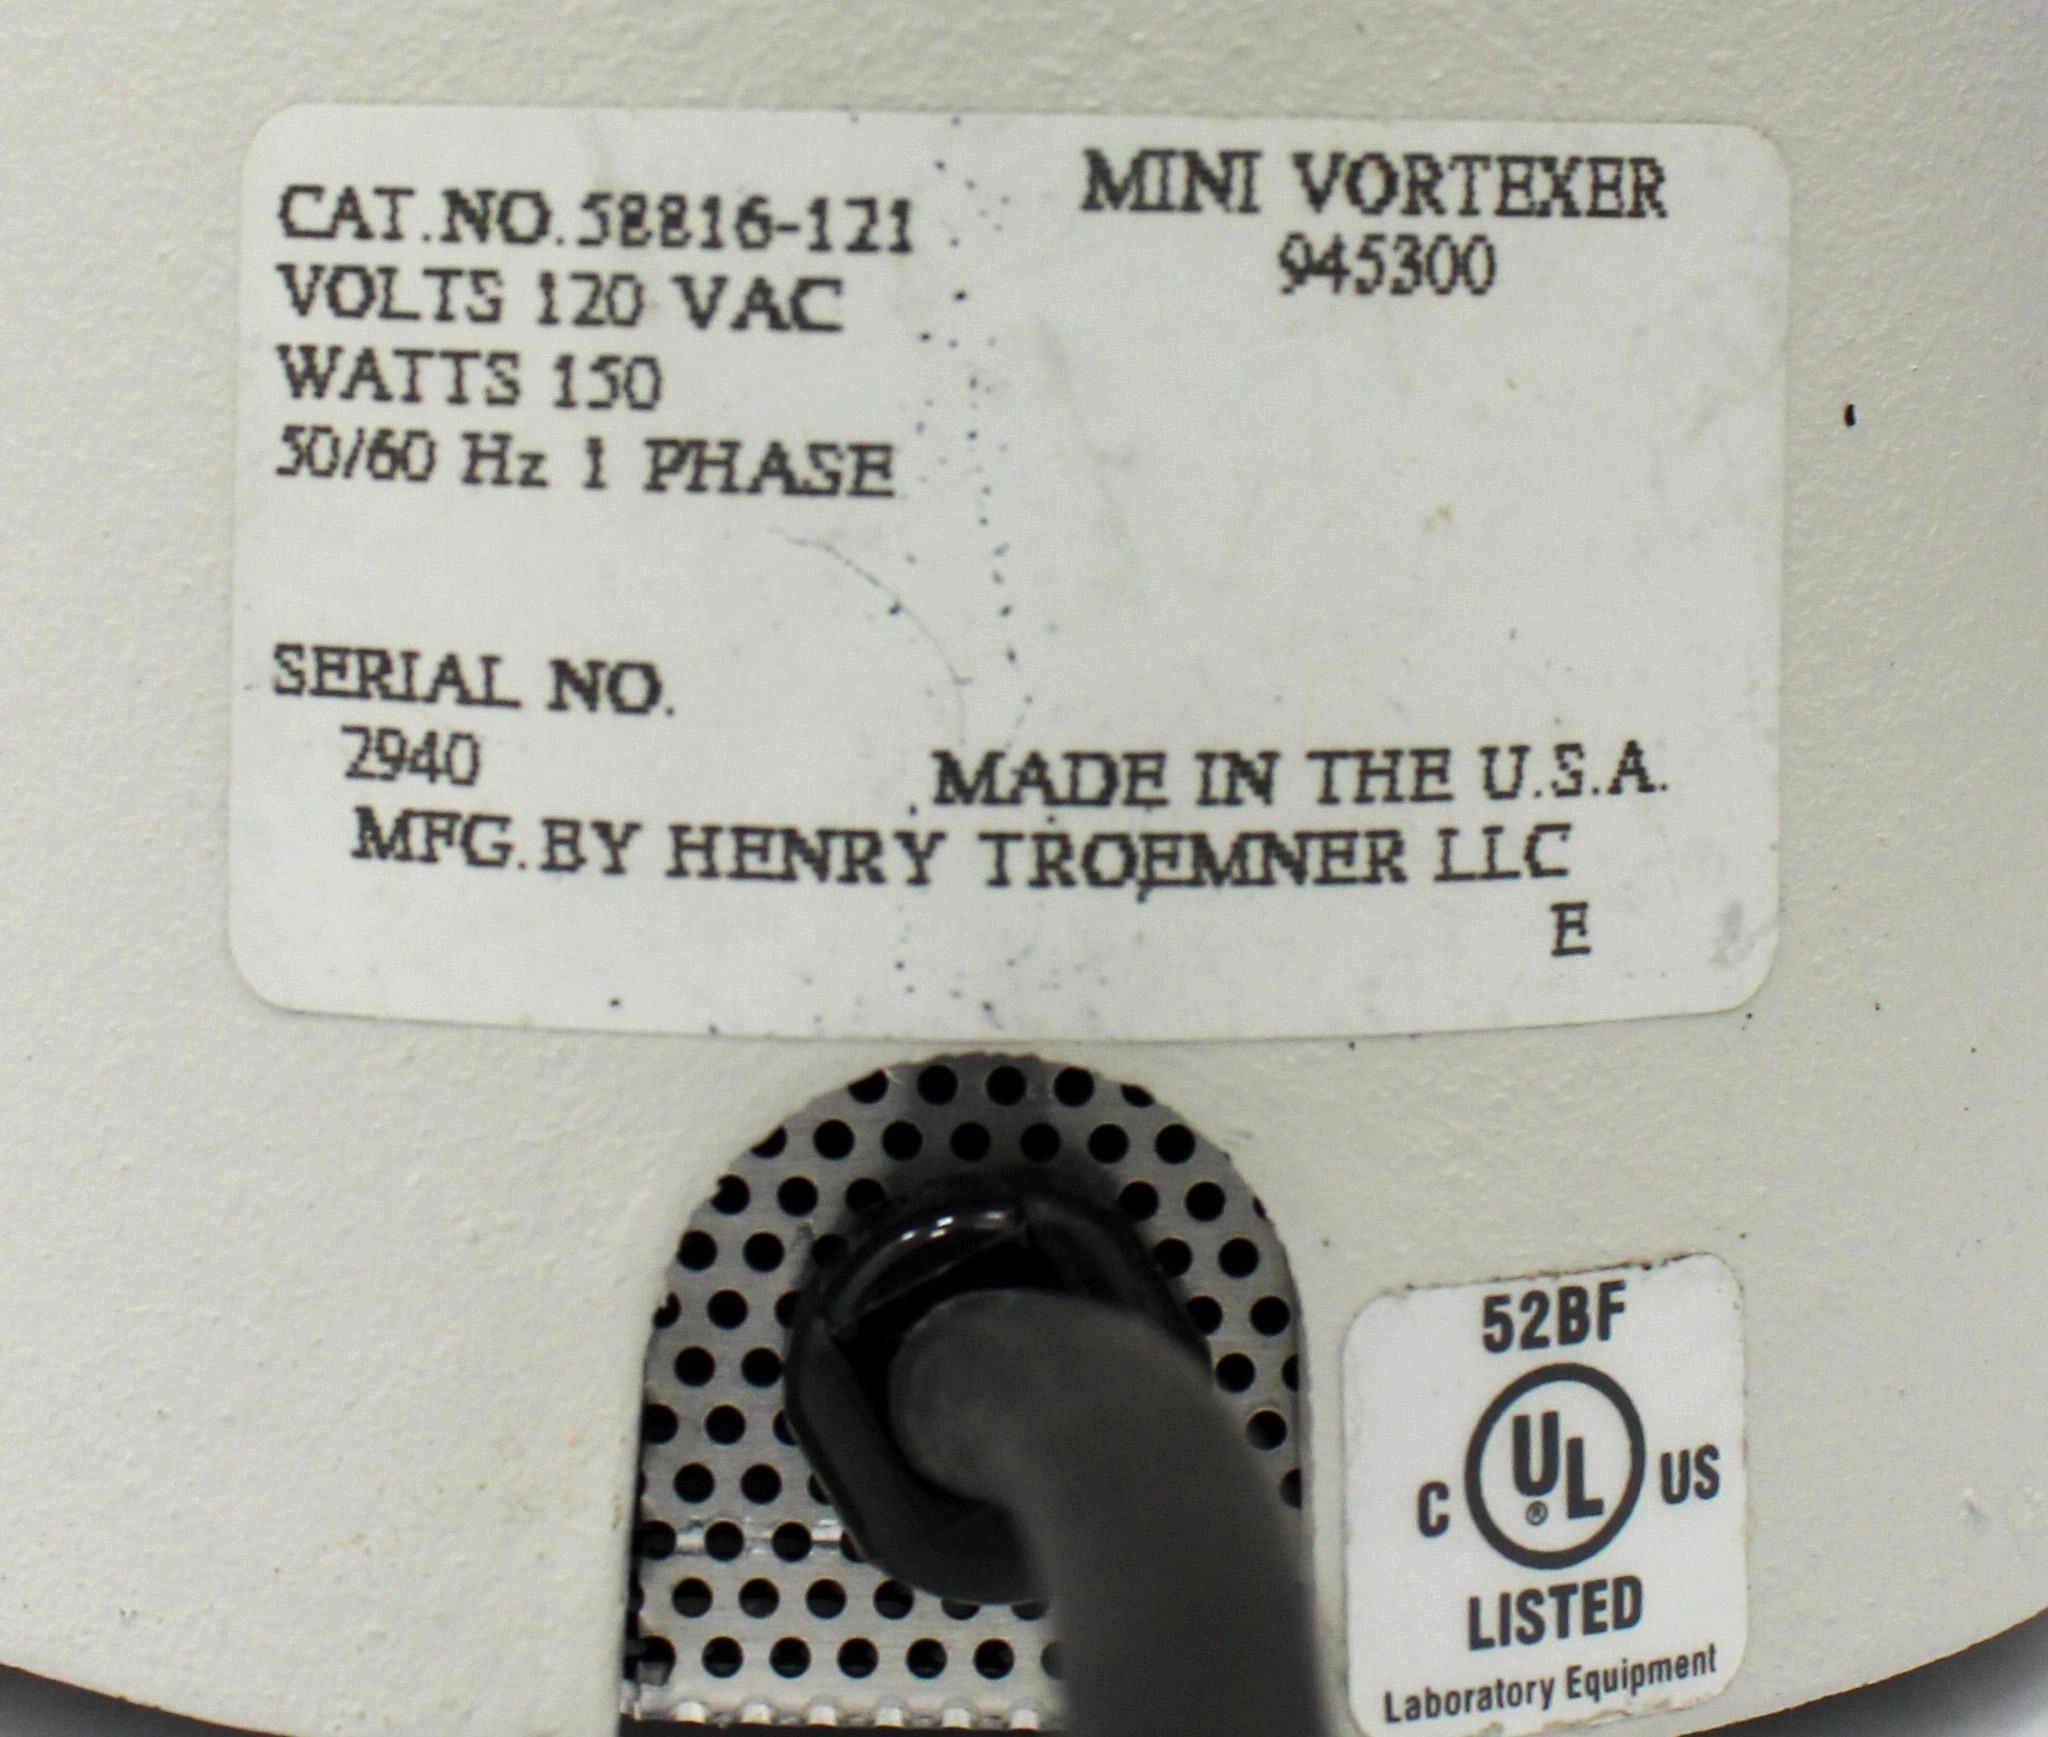 MINI VORTEXER
945300
CAT.NO.58816-121
VOLTS 120 VAC
WATTS 150
50/60 Hz 1 PHASE
SERIAL NO.
2940
MADE IN THE U.S.A.
MFG.BY HENRY TROEMNER LLC
E
52BF
C UL® US
LISTED
Laboratory Equipment